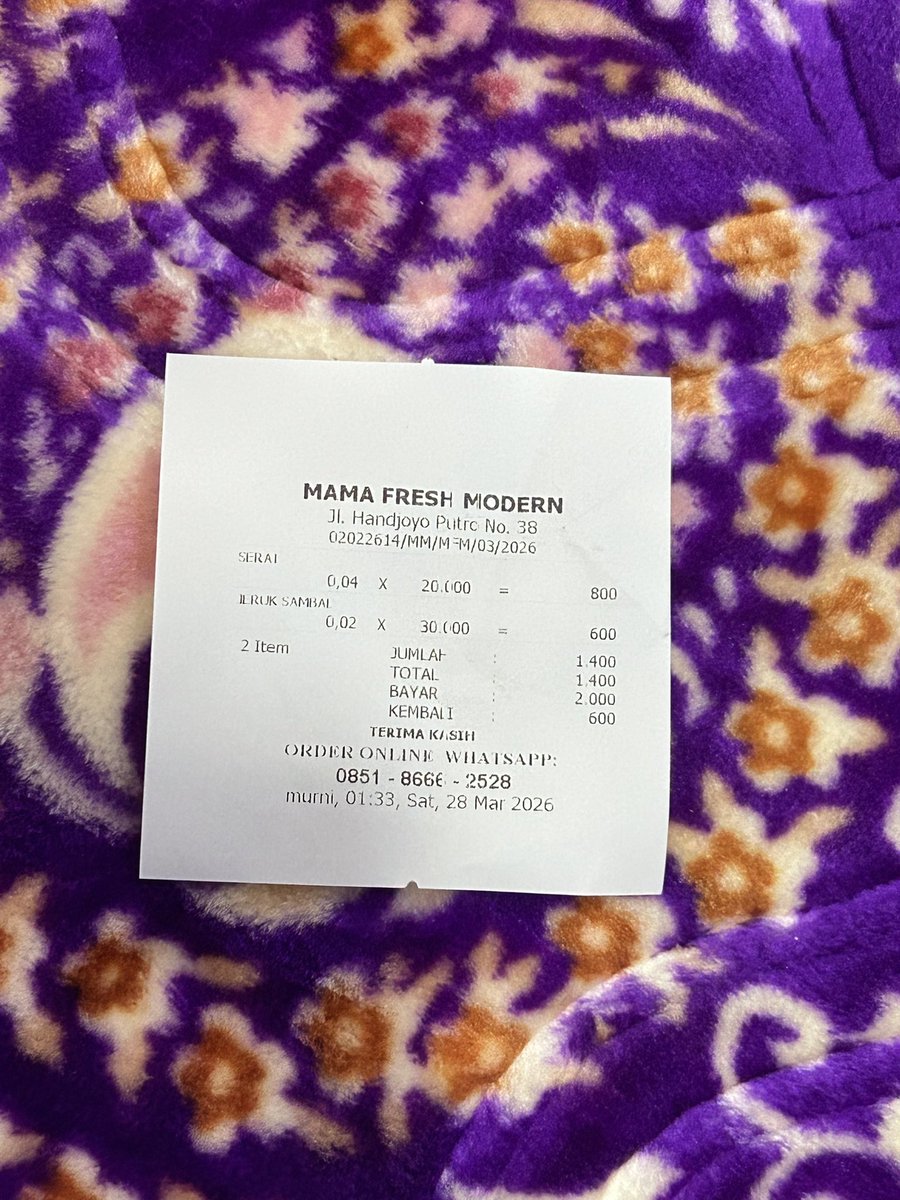 MAMA FRESH MODERN
Jl. Handjoyo Putro No. 38
02022614/MM/MFM/03/2026
SERAI
0,04 X 20.000 = 800
JERUK SAMBAL
0,02 X 30.000 = 600
2 Item JUMLAH : 1.400
TOTAL : 1.400
BAYAR : 2.000
KEMBALI : 600
TERIMA KASIH
ORDER ONLINE WHATSAPP:
0851 - 8666 - 2528
murni, 01:33, Sat, 28 Mar 2026